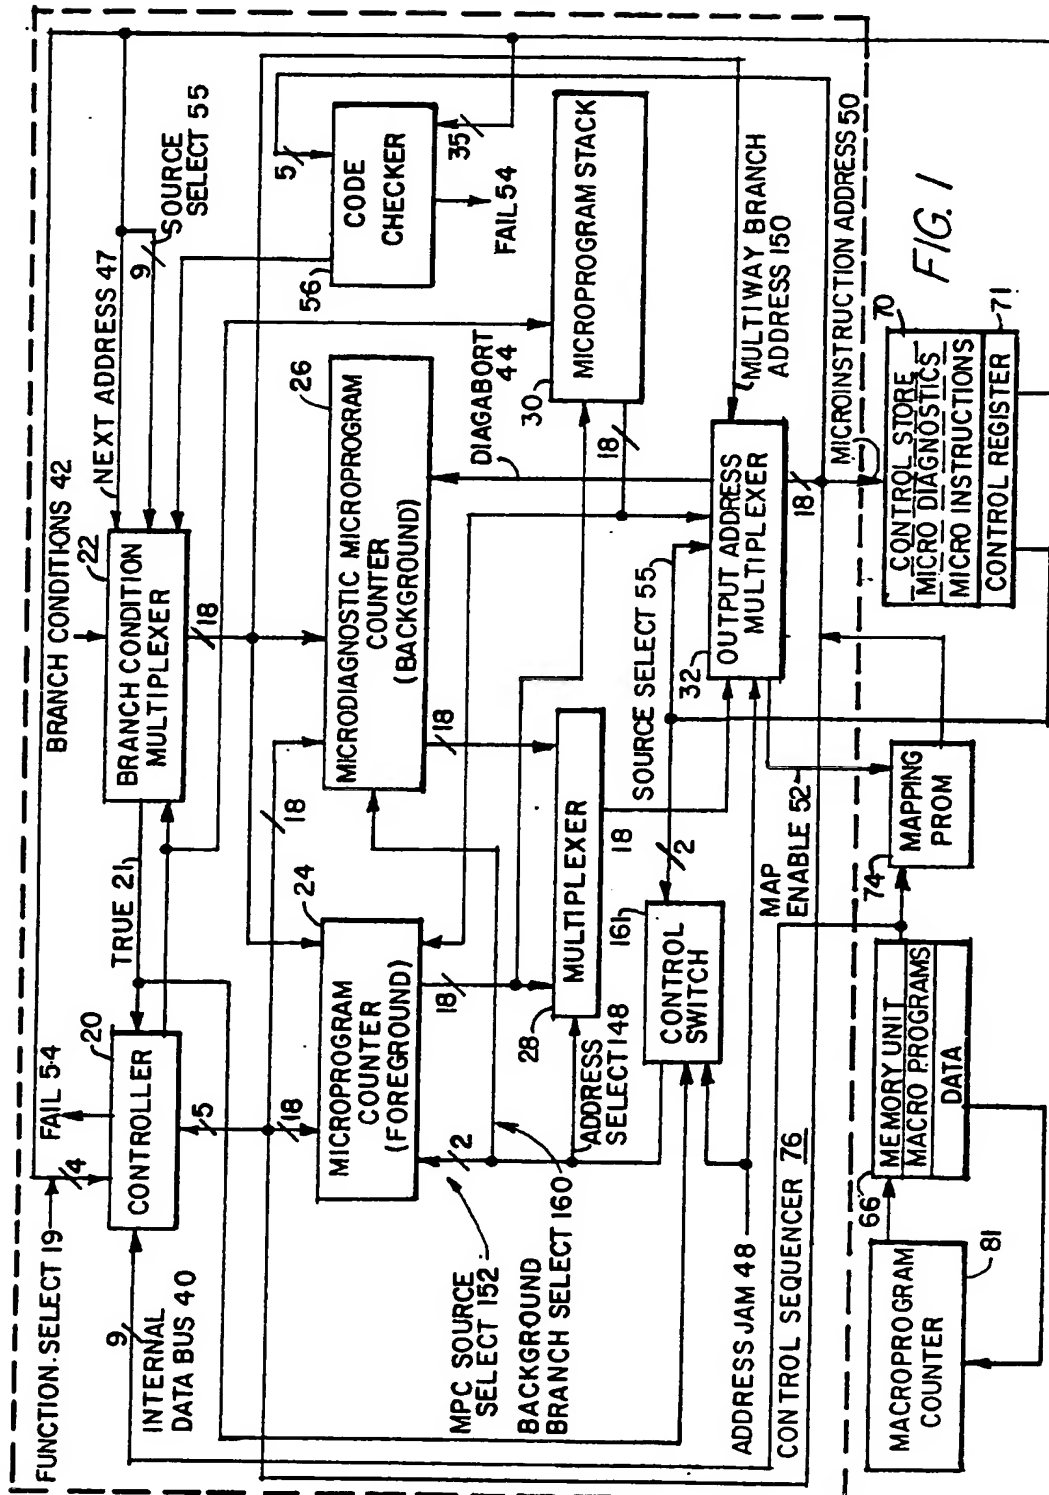 FUNCTION.SELECT 19
4
FAIL 5·4
20
CONTROLLER
9
INTERNAL
DATA BUS 40
5
TRUE 21
BRANCH CONDITIONS 42
22
BRANCH CONDITION
MULTIPLEXER
18
NEXT ADDRESS 47
9
SOURCE
SELECT 55
5
CODE
CHECKER
56
35
FAIL 54
18
24
MICROPROGRAM
COUNTER
(FOREGROUND)
18
2
MPC SOURCE
SELECT 152
BACKGROUND
BRANCH SELECT 160
18
26
MICRODIAGNOSTIC MICROPROGRAM
COUNTER
(BACKGROUND)
18
DIAGABORT
44
30
MICROPROGRAM STACK
18
28
MULTIPLEXER
18
ADDRESS
SELECT 148
161
CONTROL
SWITCH
2
SOURCE SELECT 55
32
OUTPUT ADDRESS
MULTIPLEXER
18
MULTIWAY BRANCH
ADDRESS 150
ADDRESS JAM 48
CONTROL SEQUENCER 76
MAP
ENABLE 52
MICROINSTRUCTION ADDRESS 50
MACROPROGRAM
COUNTER
81
66
MEMORY UNIT
MACRO PROGRAMS
DATA
74
MAPPING
PROM
70
CONTROL STORE
MICRO DIAGNOSTICS
MICRO INSTRUCTIONS
CONTROL REGISTER
71
FIG. 1